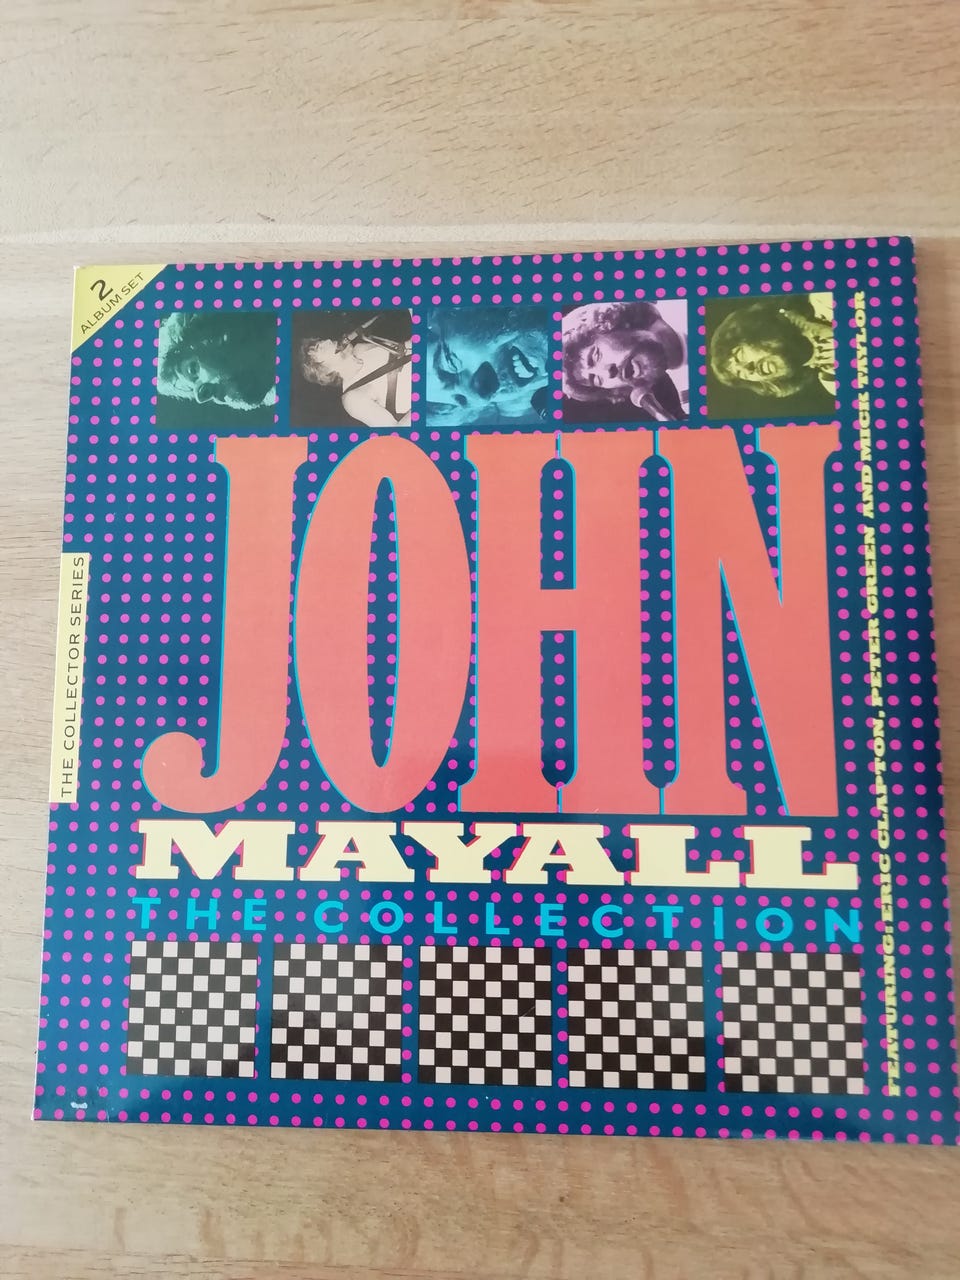 2
ALBUM SET
THE COLLECTOR SERIES
JOHN
MAYALL
THE COLLECTION
FEATURING: ERIC CLAPTON, PETER GREEN AND MICK TAYLOR